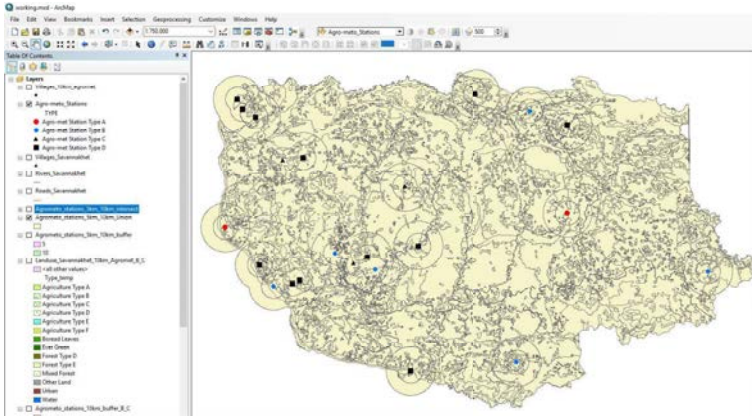 working.mxd - ArcMap
File Edit View Bookmarks Insert Selection Geoprocessing Customize Windows Help
1:750,000
Agro-meto_Stations
500
Table Of Contents
Layers
Villages_10km_agromet
Agro-meto_Stations
TYPE
Agro-met Station Type A
Agro-met Station Type B
Agro-met Station Type C
Agro-met Station Type D
Villages_Savannakhet
Rivers_Savannakhet
Roads_Savannakhet
Agrometo_stations_5km_10km_intersect
Agrometo_stations_5km_10km_Union
Agrometo_stations_5km_10km_buffer
5
10
Landuse_Savannakhet_10km_Agromet_B_C
<all other values>
Type_temp
Agriculture Type A
Agriculture Type B
Agriculture Type C
Agriculture Type D
Agriculture Type E
Agriculture Type F
Boread Leaves
Ever Green
Forest Type D
Forest Type E
Mixed Forest
Other Land
Urban
Water
Agrometo_stations_10km_buffer_B_C